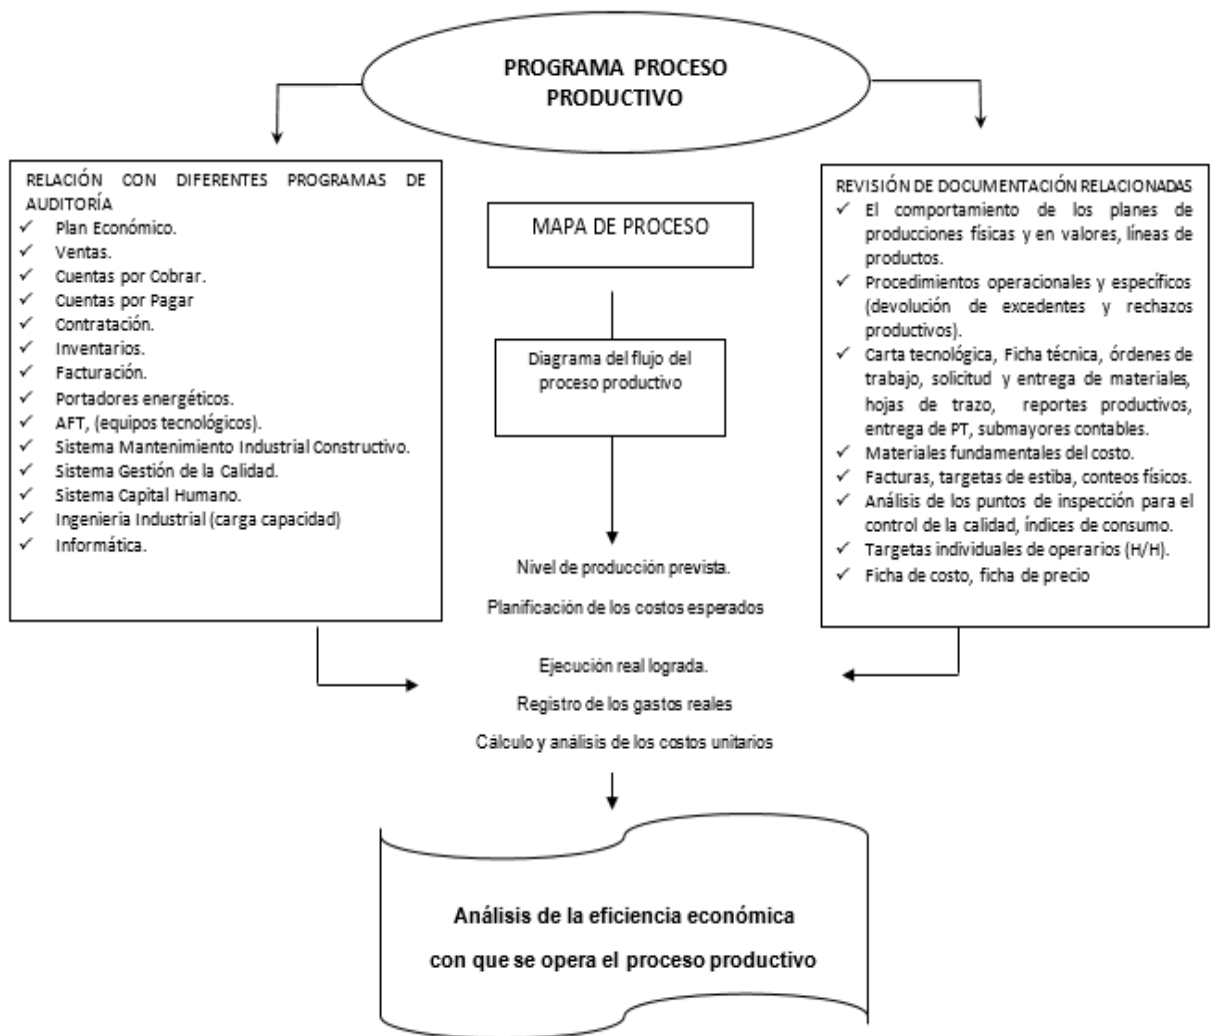 PROGRAMA PROCESO
PRODUCTIVO
RELACIÓN CON DIFERENTES PROGRAMAS DE
AUDITORÍA
✓ Plan Económico.
✓ Ventas.
✓ Cuentas por Cobrar.
✓ Cuentas por Pagar
✓ Contratación.
✓ Inventarios.
✓ Facturación.
✓ Portadores energéticos.
✓ AFT, (equipos tecnológicos).
✓ Sistema Mantenimiento Industrial Constructivo.
✓ Sistema Gestión de la Calidad.
✓ Sistema Capital Humano.
✓ Ingenieria Industrial (carga capacidad)
✓ Informática.
MAPA DE PROCESO
Diagrama del flujo del
proceso productivo
REVISIÓN DE DOCUMENTACIÓN RELACIONADAS
✓ El comportamiento de los planes de
producciones físicas y en valores, líneas de
productos.
✓ Procedimientos operacionales y específicos
(devolución de excedentes y rechazos
productivos).
✓ Carta tecnológica, Ficha técnica, órdenes de
trabajo, solicitud y entrega de materiales,
hojas de trazo, reportes productivos,
entrega de PT, submayores contables.
✓ Materiales fundamentales del costo.
✓ Facturas, targetas de estiba, conteos físicos.
✓ Análisis de los puntos de inspección para el
control de la calidad, índices de consumo.
✓ Targetas individuales de operarios (H/H).
✓ Ficha de costo, ficha de precio
Nivel de producción prevista.
Planificación de los costos esperados
Ejecución real lograda.
Registro de los gastos reales
Cálculo y análisis de los costos unitarios
Análisis de la eficiencia económica
con que se opera el proceso productivo